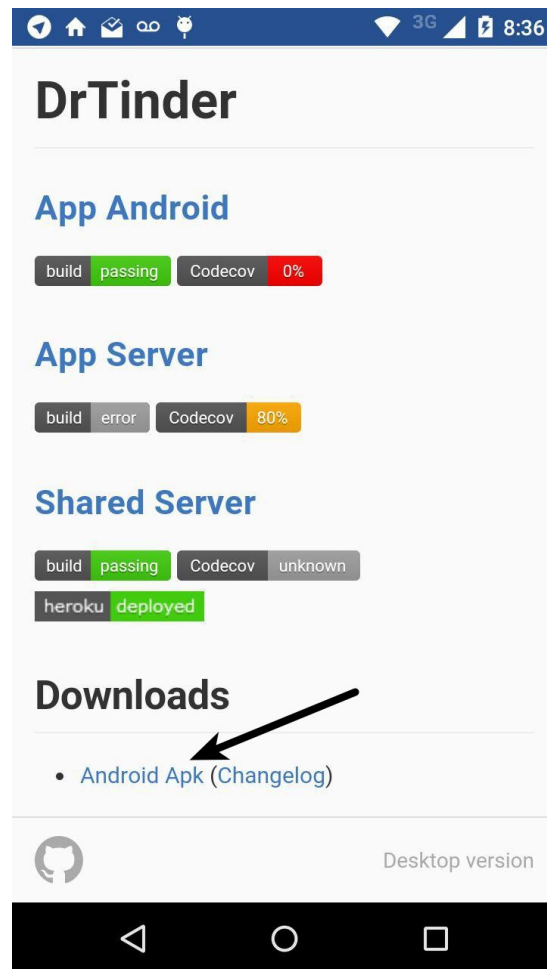 3G 8:36
DrTinder
App Android
build passing Codecov 0%
App Server
build error Codecov 80%
Shared Server
build passing Codecov unknown
heroku deployed
Downloads
• Android Apk (Changelog)
Desktop version